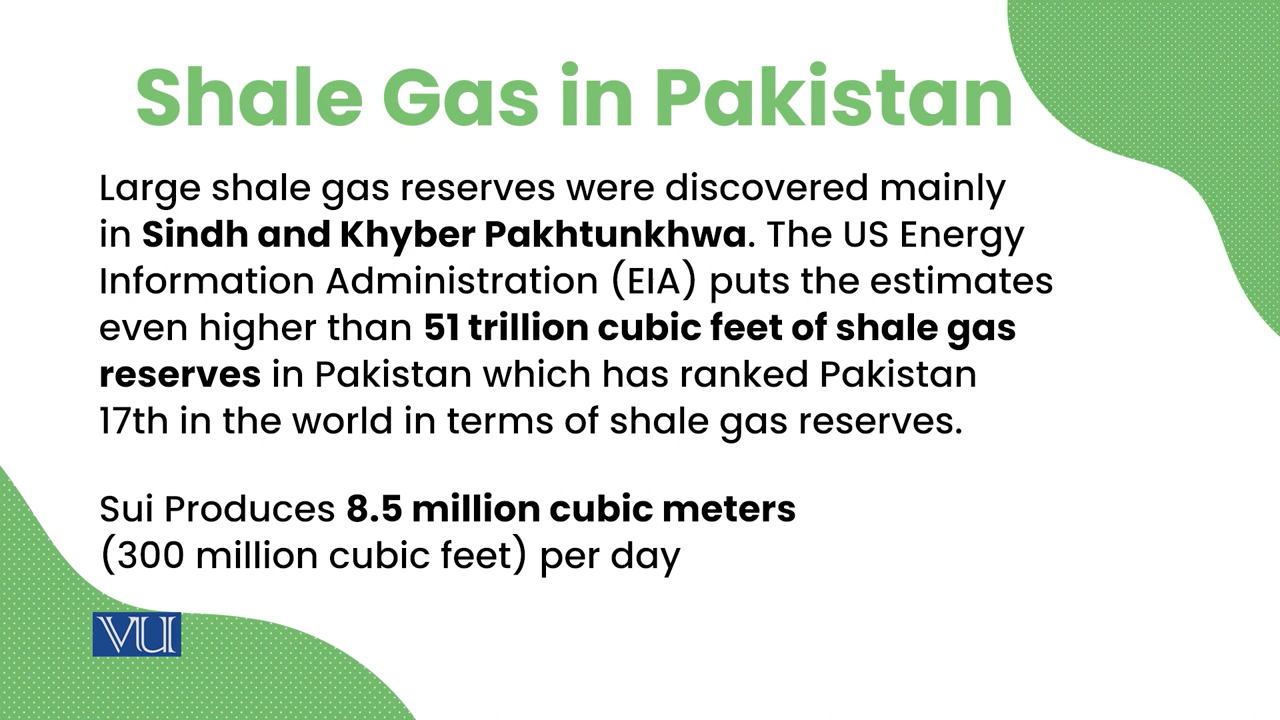 Shale Gas in Pakistan
Large shale gas reserves were discovered mainly
in Sindh and Khyber Pakhtunkhwa. The US Energy
Information Administration (EIA) puts the estimates
even higher than 51 trillion cubic feet of shale gas
reserves in Pakistan which has ranked Pakistan
17th in the world in terms of shale gas reserves.
Sui Produces 8.5 million cubic meters
(300 million cubic feet) per day
VU